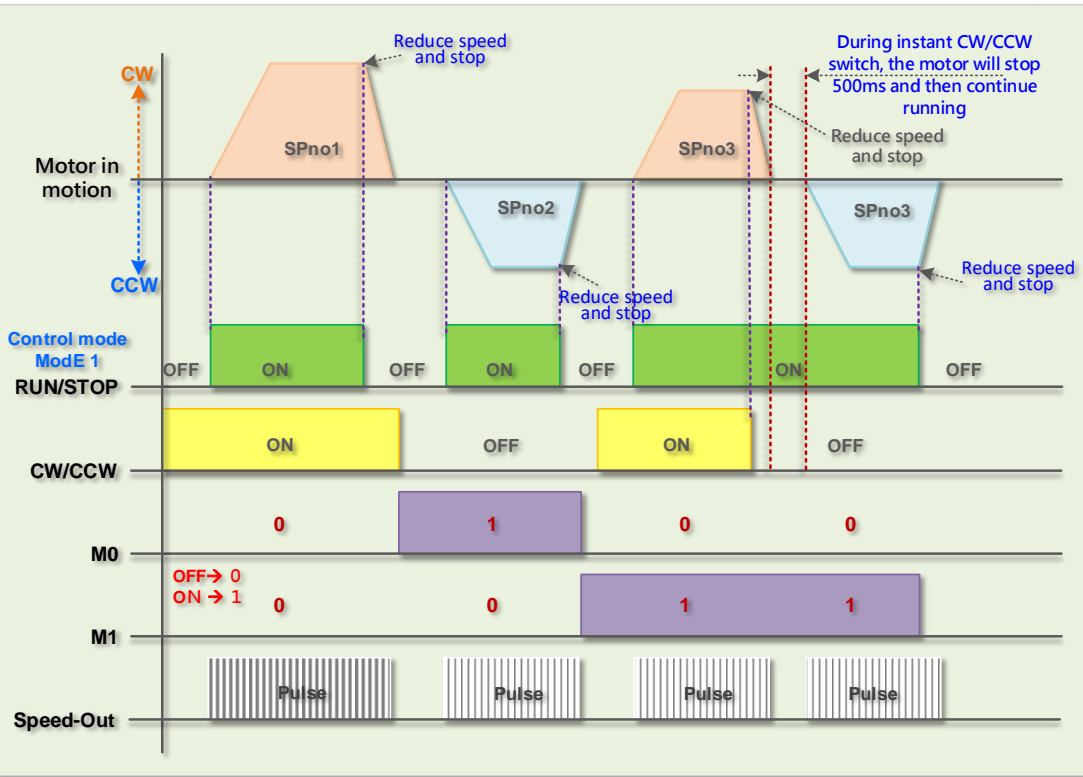 Reduce speed
and stop
During instant CW/CCW
switch, the motor will stop
500ms and then continue
running
CW
Reduce speed
and stop
SPno1
SPno3
Motor in
motion
SPno2
SPno3
CCW
Reduce speed
and stop
Reduce speed
and stop
Control mode
ModE 1
OFF
ON
OFF
ON
OFF
ON
OFF
RUN/STOP
ON
OFF
ON
OFF
CW/CCW
0
1
0
0
M0
OFF→ 0
ON → 1
0
0
1
1
M1
Pulse
Pulse
Pulse
Pulse
Speed-Out